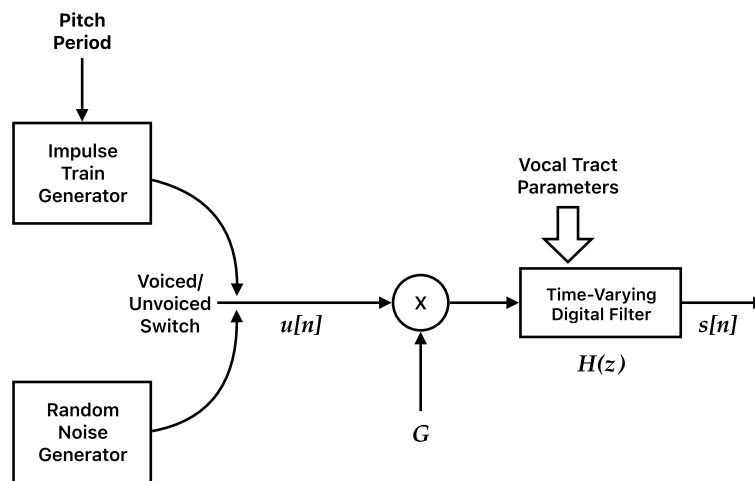 Pitch
Period
Impulse
Train
Generator
Vocal Tract
Parameters
Voiced/
Unvoiced
Switch
u[n]
X
Time-Varying
Digital Filter
s[n]
H(z)
Random
Noise
Generator
G